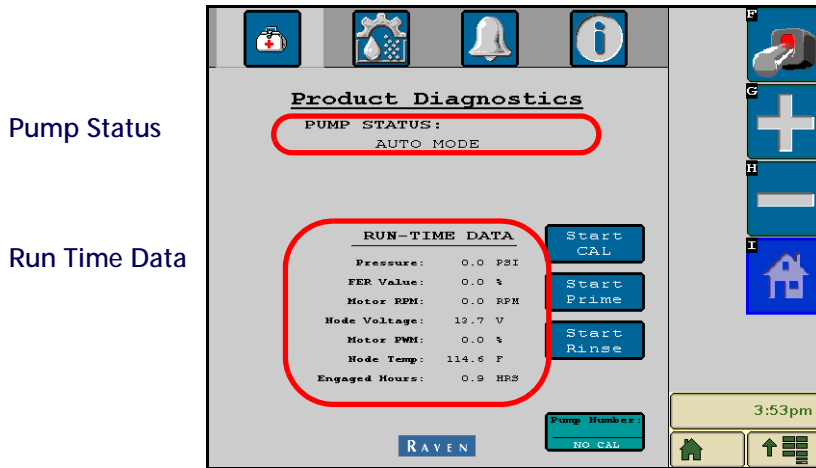 F
G
Product Diagnostics
Pump Status
PUMP STATUS:
AUTO MODE
H
Run Time Data
RUN-TIME DATA
Pressure: 0.0 PSI
FER Value: 0.0 %
Motor RPM: 0.0 RPM
Node Voltage: 13.7 V
Motor PWM: 0.0 %
Node Temp: 114.6 F
Engaged Hours: 0.9 HRS
Start
CAL
Start
Prime
Start
Rinse
I
Pump Number:
NO CAL
RAVEN
3:53pm